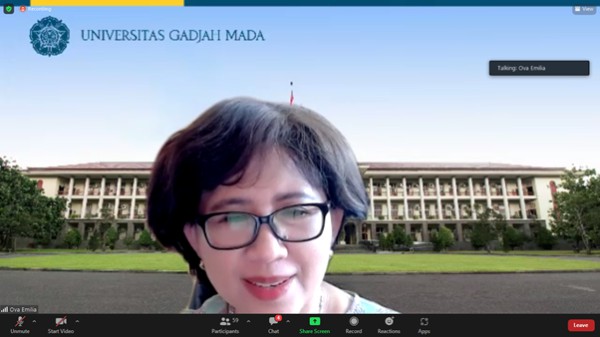 Recording
View
UNIVERSITAS GADJAH MADA
Talking: Ova Emilia
Ova Emilia
Unmute
Start Video
Participants
59
Chat
Share Screen
Record
Reactions
Apps
Leave